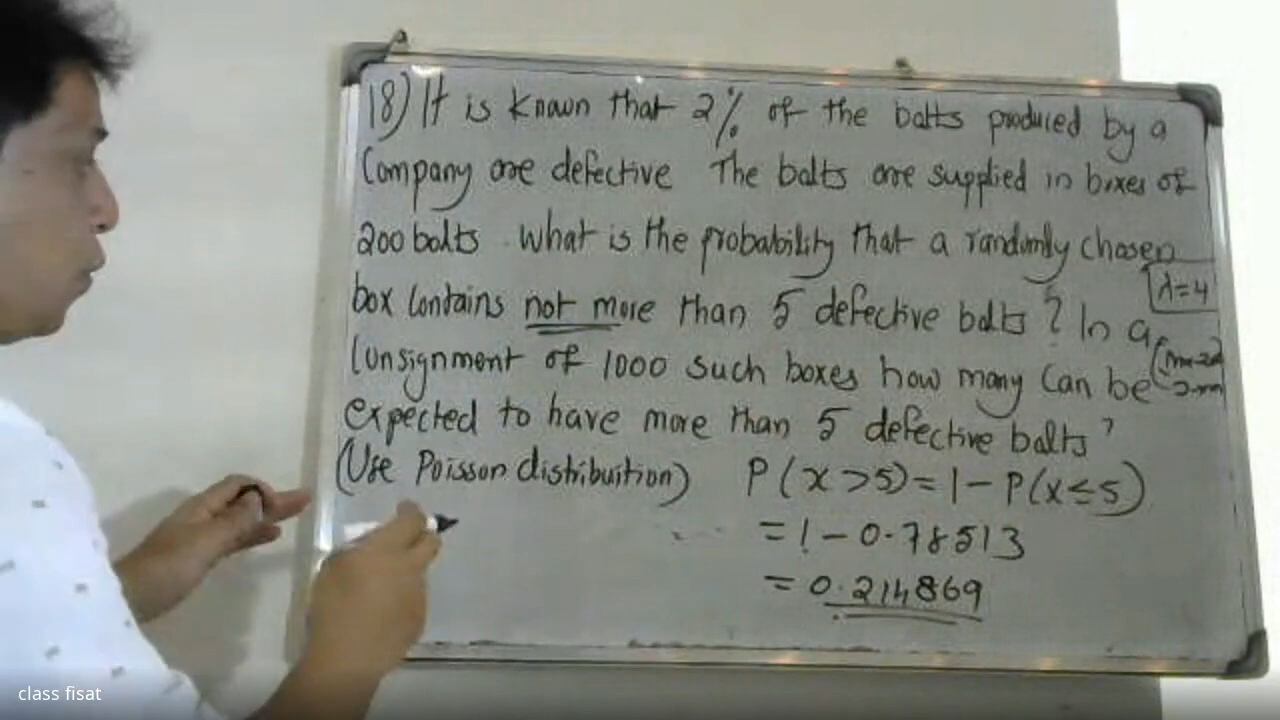 18) It is known that 2% of the bolts produced by a
Company are defective The bolts are supplied in boxes of
200 bolts . What is the probability that a randomly chosen
λ=4
box contains not more than 5 defective bolts ? In a
Consignment of 1000 such boxes how many can be
expected to have more than 5 defective bolts ?
(Use Poisson distribuition) P(x>5)=1-P(x≤5)
=1-0.78513
=0.214869
class fisat